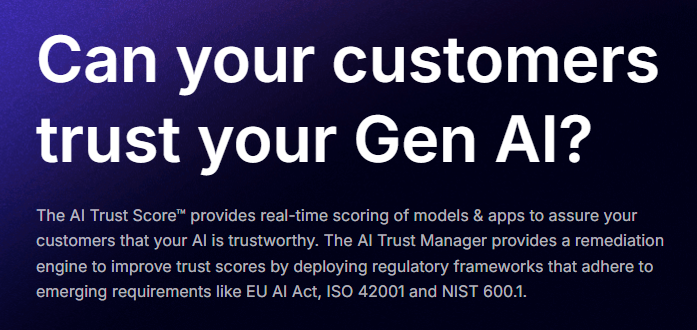 Can your customers
trust your Gen AI?
The AI Trust Score™ provides real-time scoring of models & apps to assure your
customers that your AI is trustworthy. The AI Trust Manager provides a remediation
engine to improve trust scores by deploying regulatory frameworks that adhere to
emerging requirements like EU AI Act, ISO 42001 and NIST 600.1.